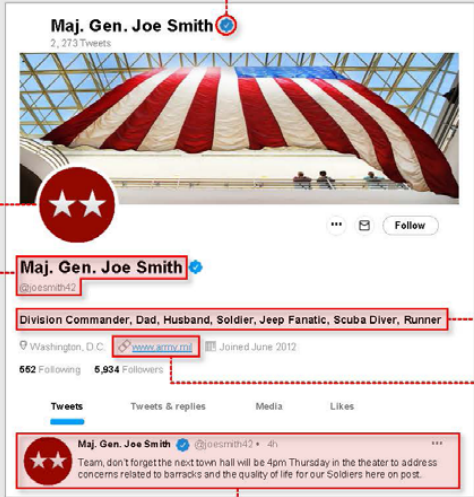 Maj. Gen. Joe Smith
2, 273 Tweets
Follow
Maj. Gen. Joe Smith
@joesmith42
Division Commander, Dad, Husband, Soldier, Jeep Fanatic, Scuba Diver, Runner
Washington, D.C. www.army.mil Joined June 2012
552 Following 5,934 Followers
Tweets Tweets & replies Media Likes
Maj. Gen. Joe Smith @joesmith42 • 4h
Team, don't forget the next town hall will be 4pm Thursday in the theater to address
concerns related to barracks and the quality of life for our Soldiers here on post.